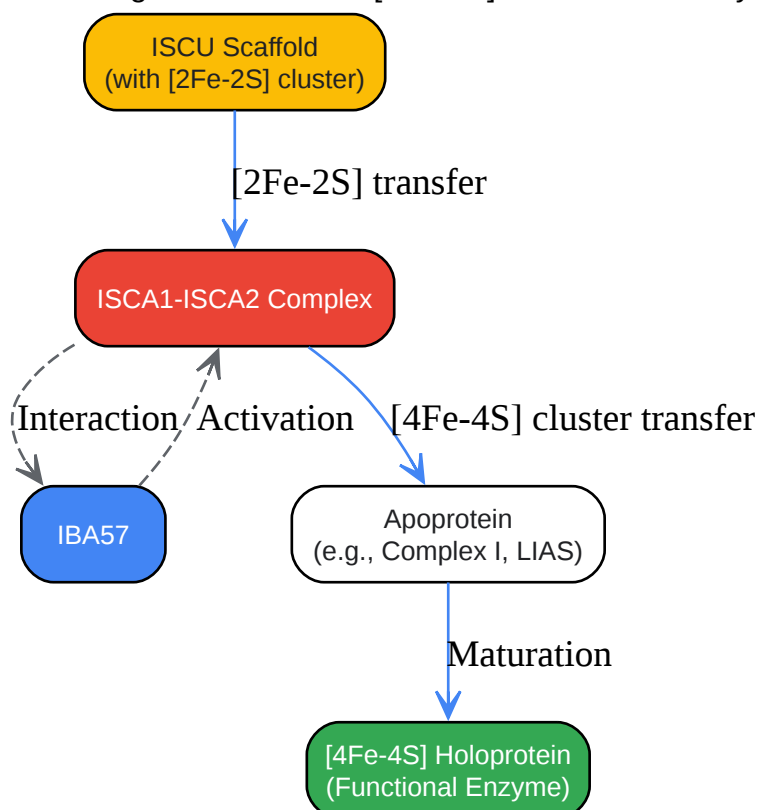 ISCU Scaffold
(with [2Fe-2S] cluster)
[2Fe-2S] transfer
ISCA1-ISCA2 Complex
Interaction
Activation
[4Fe-4S] cluster transfer
IBA57
Apoprotein
(e.g., Complex I, LIAS)
Maturation
[4Fe-4S] Holoprotein
(Functional Enzyme)